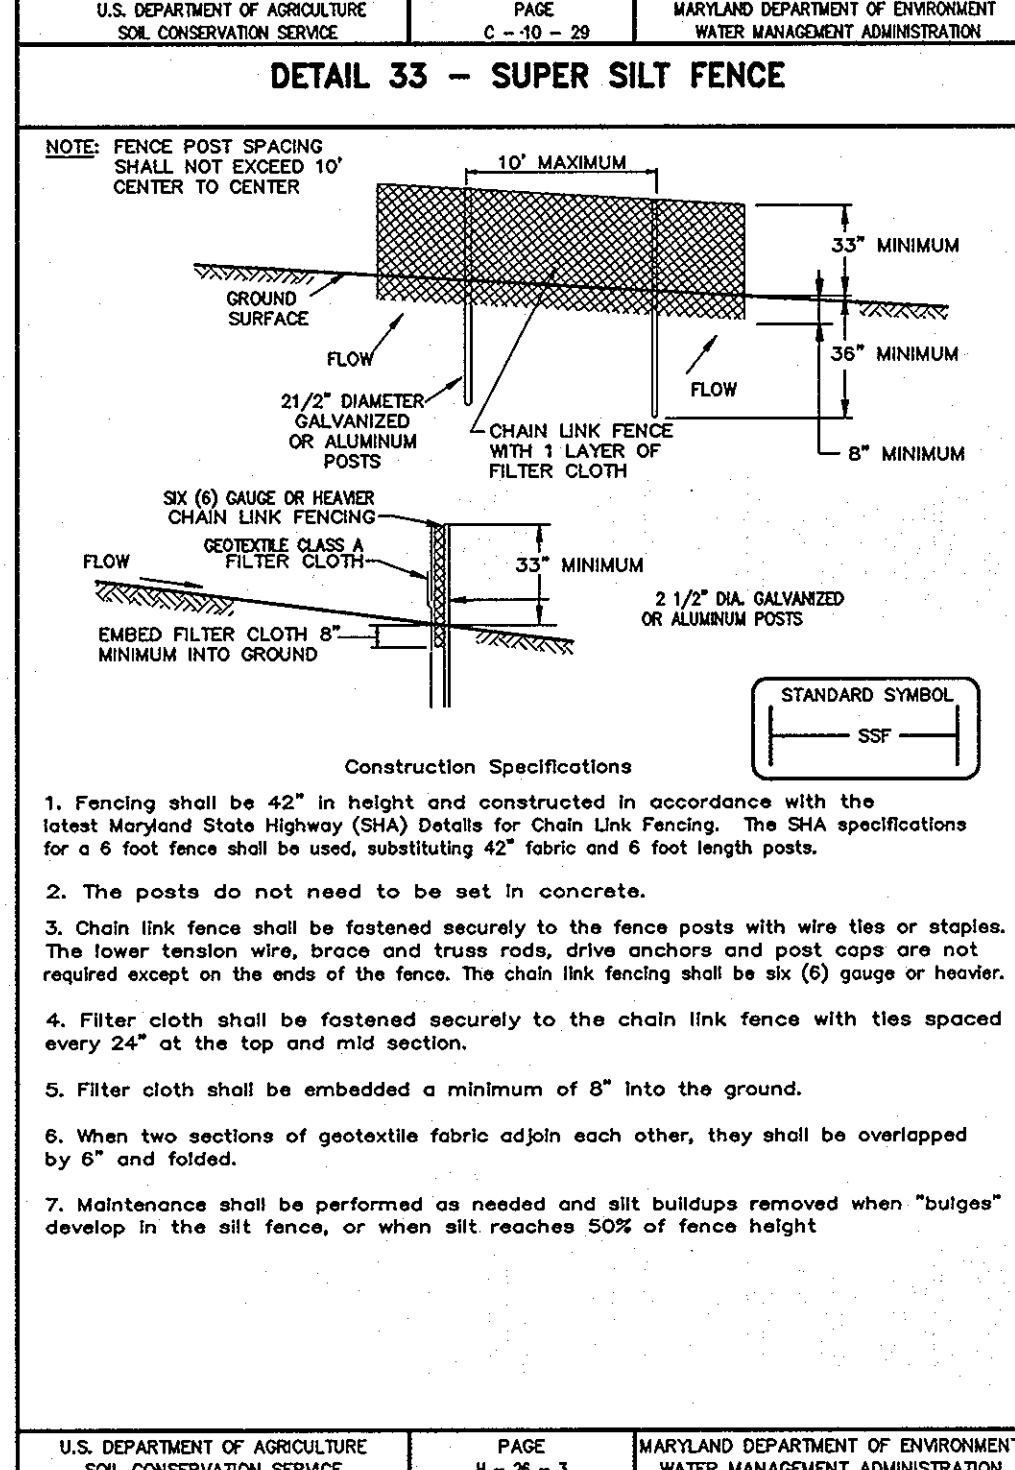 U.S. DEPARTMENT OF AGRICULTURE
SOIL CONSERVATION SERVICE
PAGE
C - 10 - 29
MARYLAND DEPARTMENT OF ENVIRONMENT
WATER MANAGEMENT ADMINISTRATION
DETAIL 33 - SUPER SILT FENCE
NOTE: FENCE POST SPACING
SHALL NOT EXCEED 10'
CENTER TO CENTER
10' MAXIMUM
33" MINIMUM
GROUND
SURFACE
FLOW
36" MINIMUM
FLOW
21/2" DIAMETER
GALVANIZED
OR ALUMINUM
POSTS
CHAIN LINK FENCE
WITH 1 LAYER OF
FILTER CLOTH
8" MINIMUM
SIX (6) GAUGE OR HEAVIER
CHAIN LINK FENCING
GEOTEXTILE CLASS A
FILTER CLOTH
FLOW
33" MINIMUM
2 1/2" DIA. GALVANIZED
OR ALUMINUM POSTS
EMBED FILTER CLOTH 8"
MINIMUM INTO GROUND
STANDARD SYMBOL
SSF
Construction Specifications
1. Fencing shall be 42" in height and constructed in accordance with the
latest Maryland State Highway (SHA) Details for Chain Link Fencing. The SHA specifications
for a 6 foot fence shall be used, substituting 42" fabric and 6 foot length posts.
2. The posts do not need to be set in concrete.
3. Chain link fence shall be fastened securely to the fence posts with wire ties or staples.
The lower tension wire, brace and truss rods, drive anchors and post caps are not
required except on the ends of the fence. The chain link fencing shall be six (6) gauge or heavier.
4. Filter cloth shall be fastened securely to the chain link fence with ties spaced
every 24" at the top and mid section.
5. Filter cloth shall be embedded a minimum of 8" into the ground.
6. When two sections of geotextile fabric adjoin each other, they shall be overlapped
by 6" and folded.
7. Maintenance shall be performed as needed and silt buildups removed when "bulges"
develop in the silt fence, or when silt reaches 50% of fence height
U.S. DEPARTMENT OF AGRICULTURE
SOIL CONSERVATION SERVICE
PAGE
H - 26 - 3
MARYLAND DEPARTMENT OF ENVIRONMENT
WATER MANAGEMENT ADMINISTRATION